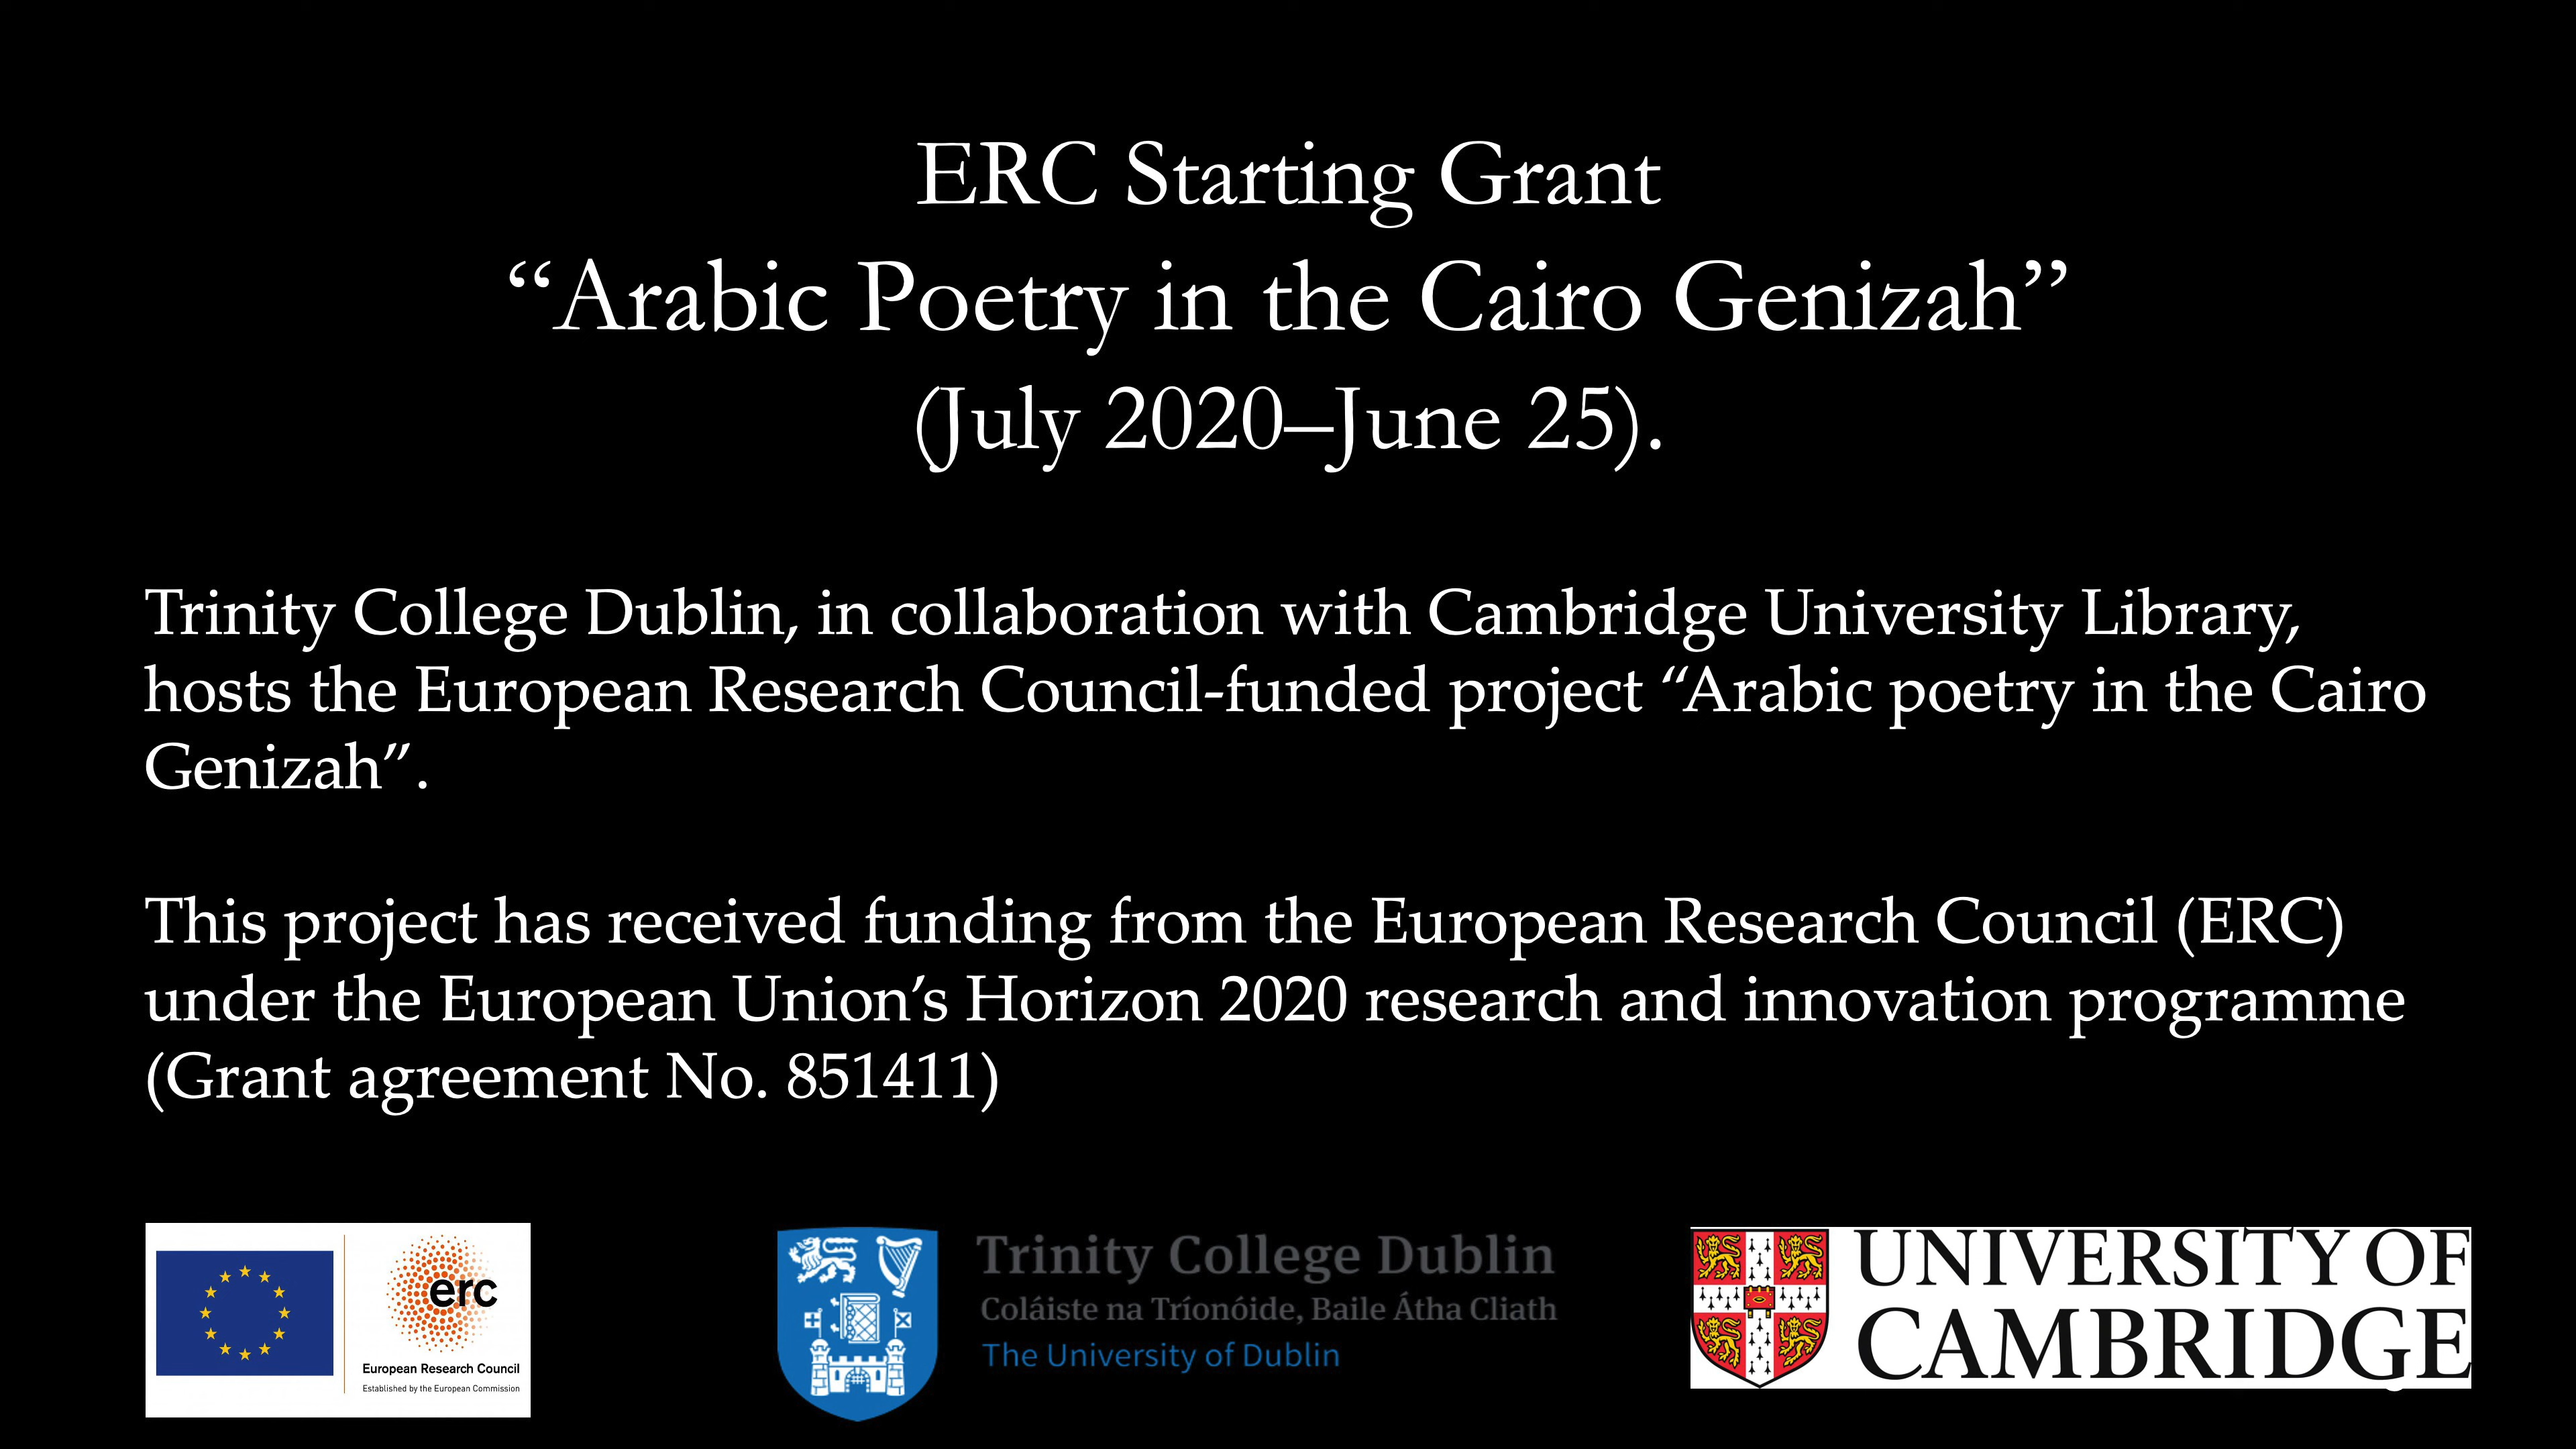 ERC Starting Grant
“Arabic Poetry in the Cairo Genizah”
(July 2020–June 25).
Trinity College Dublin, in collaboration with Cambridge University Library,
hosts the European Research Council-funded project “Arabic poetry in the Cairo
Genizah”.
This project has received funding from the European Research Council (ERC)
under the European Union’s Horizon 2020 research and innovation programme
(Grant agreement No. 851411)
erc
European Research Council
Established by the European Commission
Trinity College Dublin
Coláiste na Tríonóide, Baile Átha Cliath
The University of Dublin
UNIVERSITY OF
CAMBRIDGE